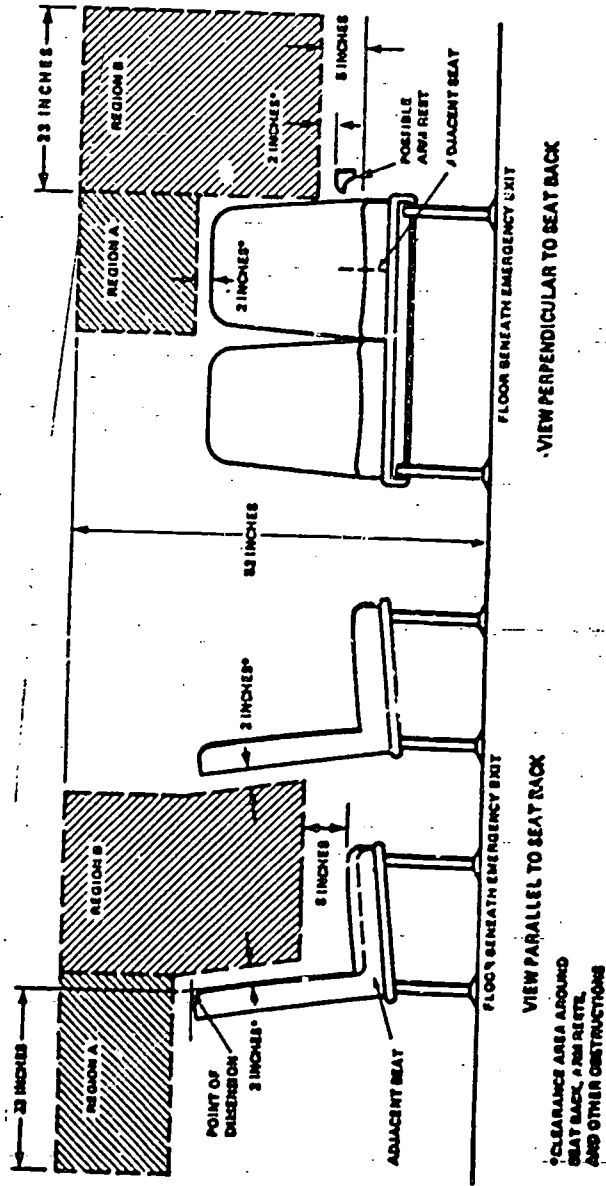 23 INCHES
REGION A
REGION B
POINT OF
DIMENSION
2 INCHES*
ADJACENT SEAT
5 INCHES
2 INCHES*
FLOOR BENEATH EMERGENCY EXIT
VIEW PARALLEL TO SEAT BACK
*CLEARANCE AREA AROUND
SEAT BACK, ARM RESTS,
AND OTHER OBSTRUCTIONS
INCHES
23 INCHES
REGION A
REGION B
2 INCHES*
2 INCHES*
5 INCHES
POSSIBLE
ARM REST
ADJACENT SEAT
FLOOR BENEATH EMERGENCY EXIT
VIEW PERPENDICULAR TO SEAT BACK